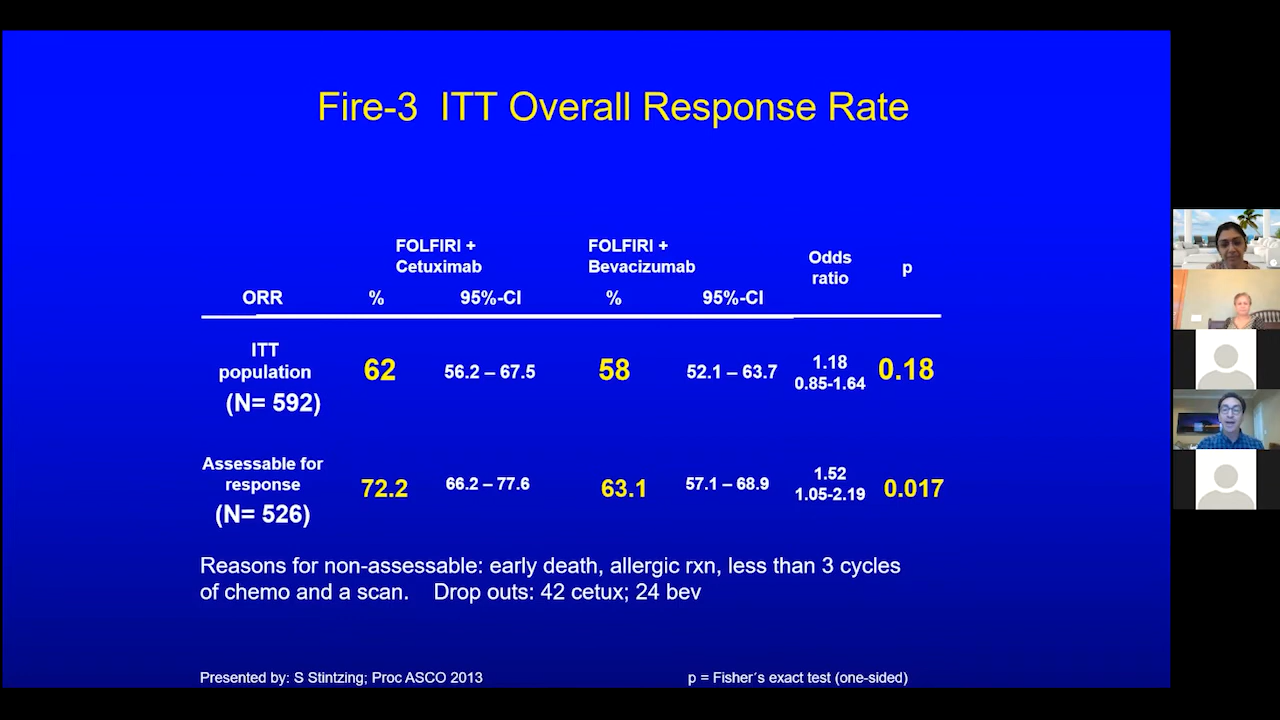 Fire-3 ITT Overall Response Rate
FOLFIRI + Cetuximab FOLFIRI + Bevacizumab Odds ratio p
ORR % 95%-CI % 95%-CI
ITT population (N= 592) 62 56.2 – 67.5 58 52.1 – 63.7 1.18 0.85-1.64 0.18
Assessable for response (N= 526) 72.2 66.2 – 77.6 63.1 57.1 – 68.9 1.52 1.05-2.19 0.017
Reasons for non-assessable: early death, allergic rxn, less than 3 cycles
of chemo and a scan. Drop outs: 42 cetux; 24 bev
Presented by: S Stintzing; Proc ASCO 2013 p = Fisher´s exact test (one-sided)